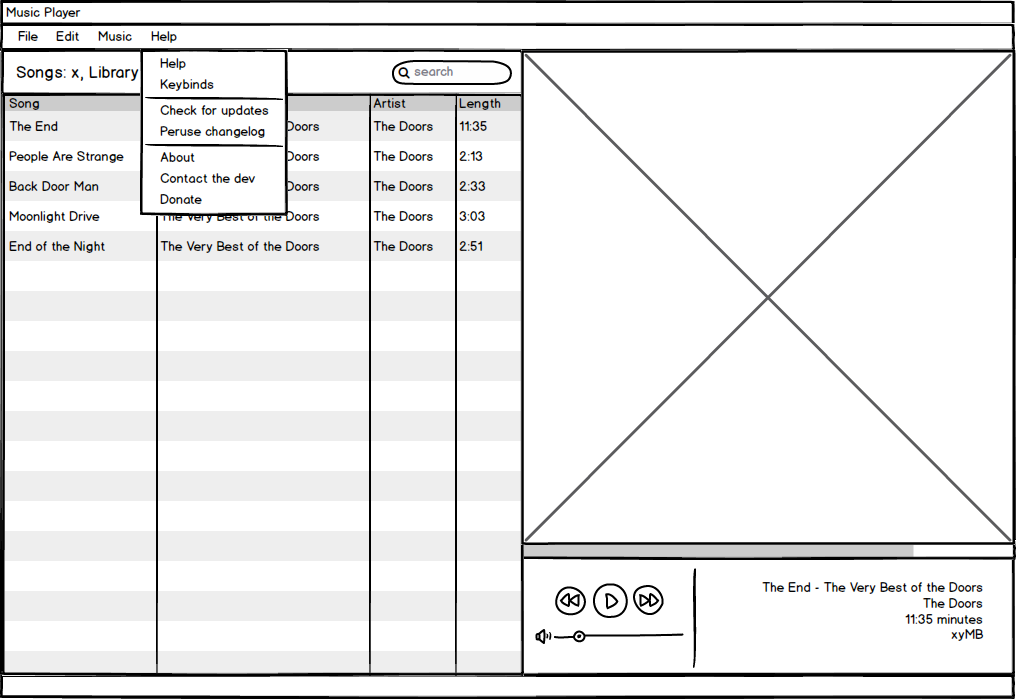 Music Player
File Edit Music Help
Songs: x, Library
search
Help
Keybinds
Check for updates
Peruse changelog
About
Contact the dev
Donate
Song Artist Length
The End Doors The Doors 11:35
People Are Strange Doors The Doors 2:13
Back Door Man Doors The Doors 2:33
Moonlight Drive The Very Best of the Doors The Doors 3:03
End of the Night The Very Best of the Doors The Doors 2:51
The End - The Very Best of the Doors
The Doors
11:35 minutes
xyMB